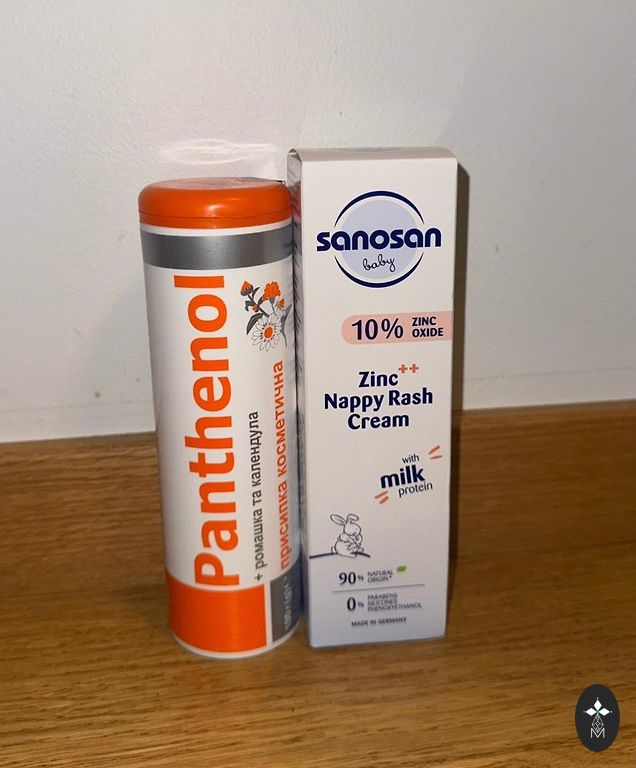 Panthenol
+ ромашка та календула
присипка косметична
sanosan
baby
10% ZINC
OXIDE
Zinc++
Nappy Rash
Cream
with
milk
protein
90% NATURAL
ORIGIN*
0% PARABENS
SILICONES
PHENOXYETHANOL
MADE IN GERMANY
M